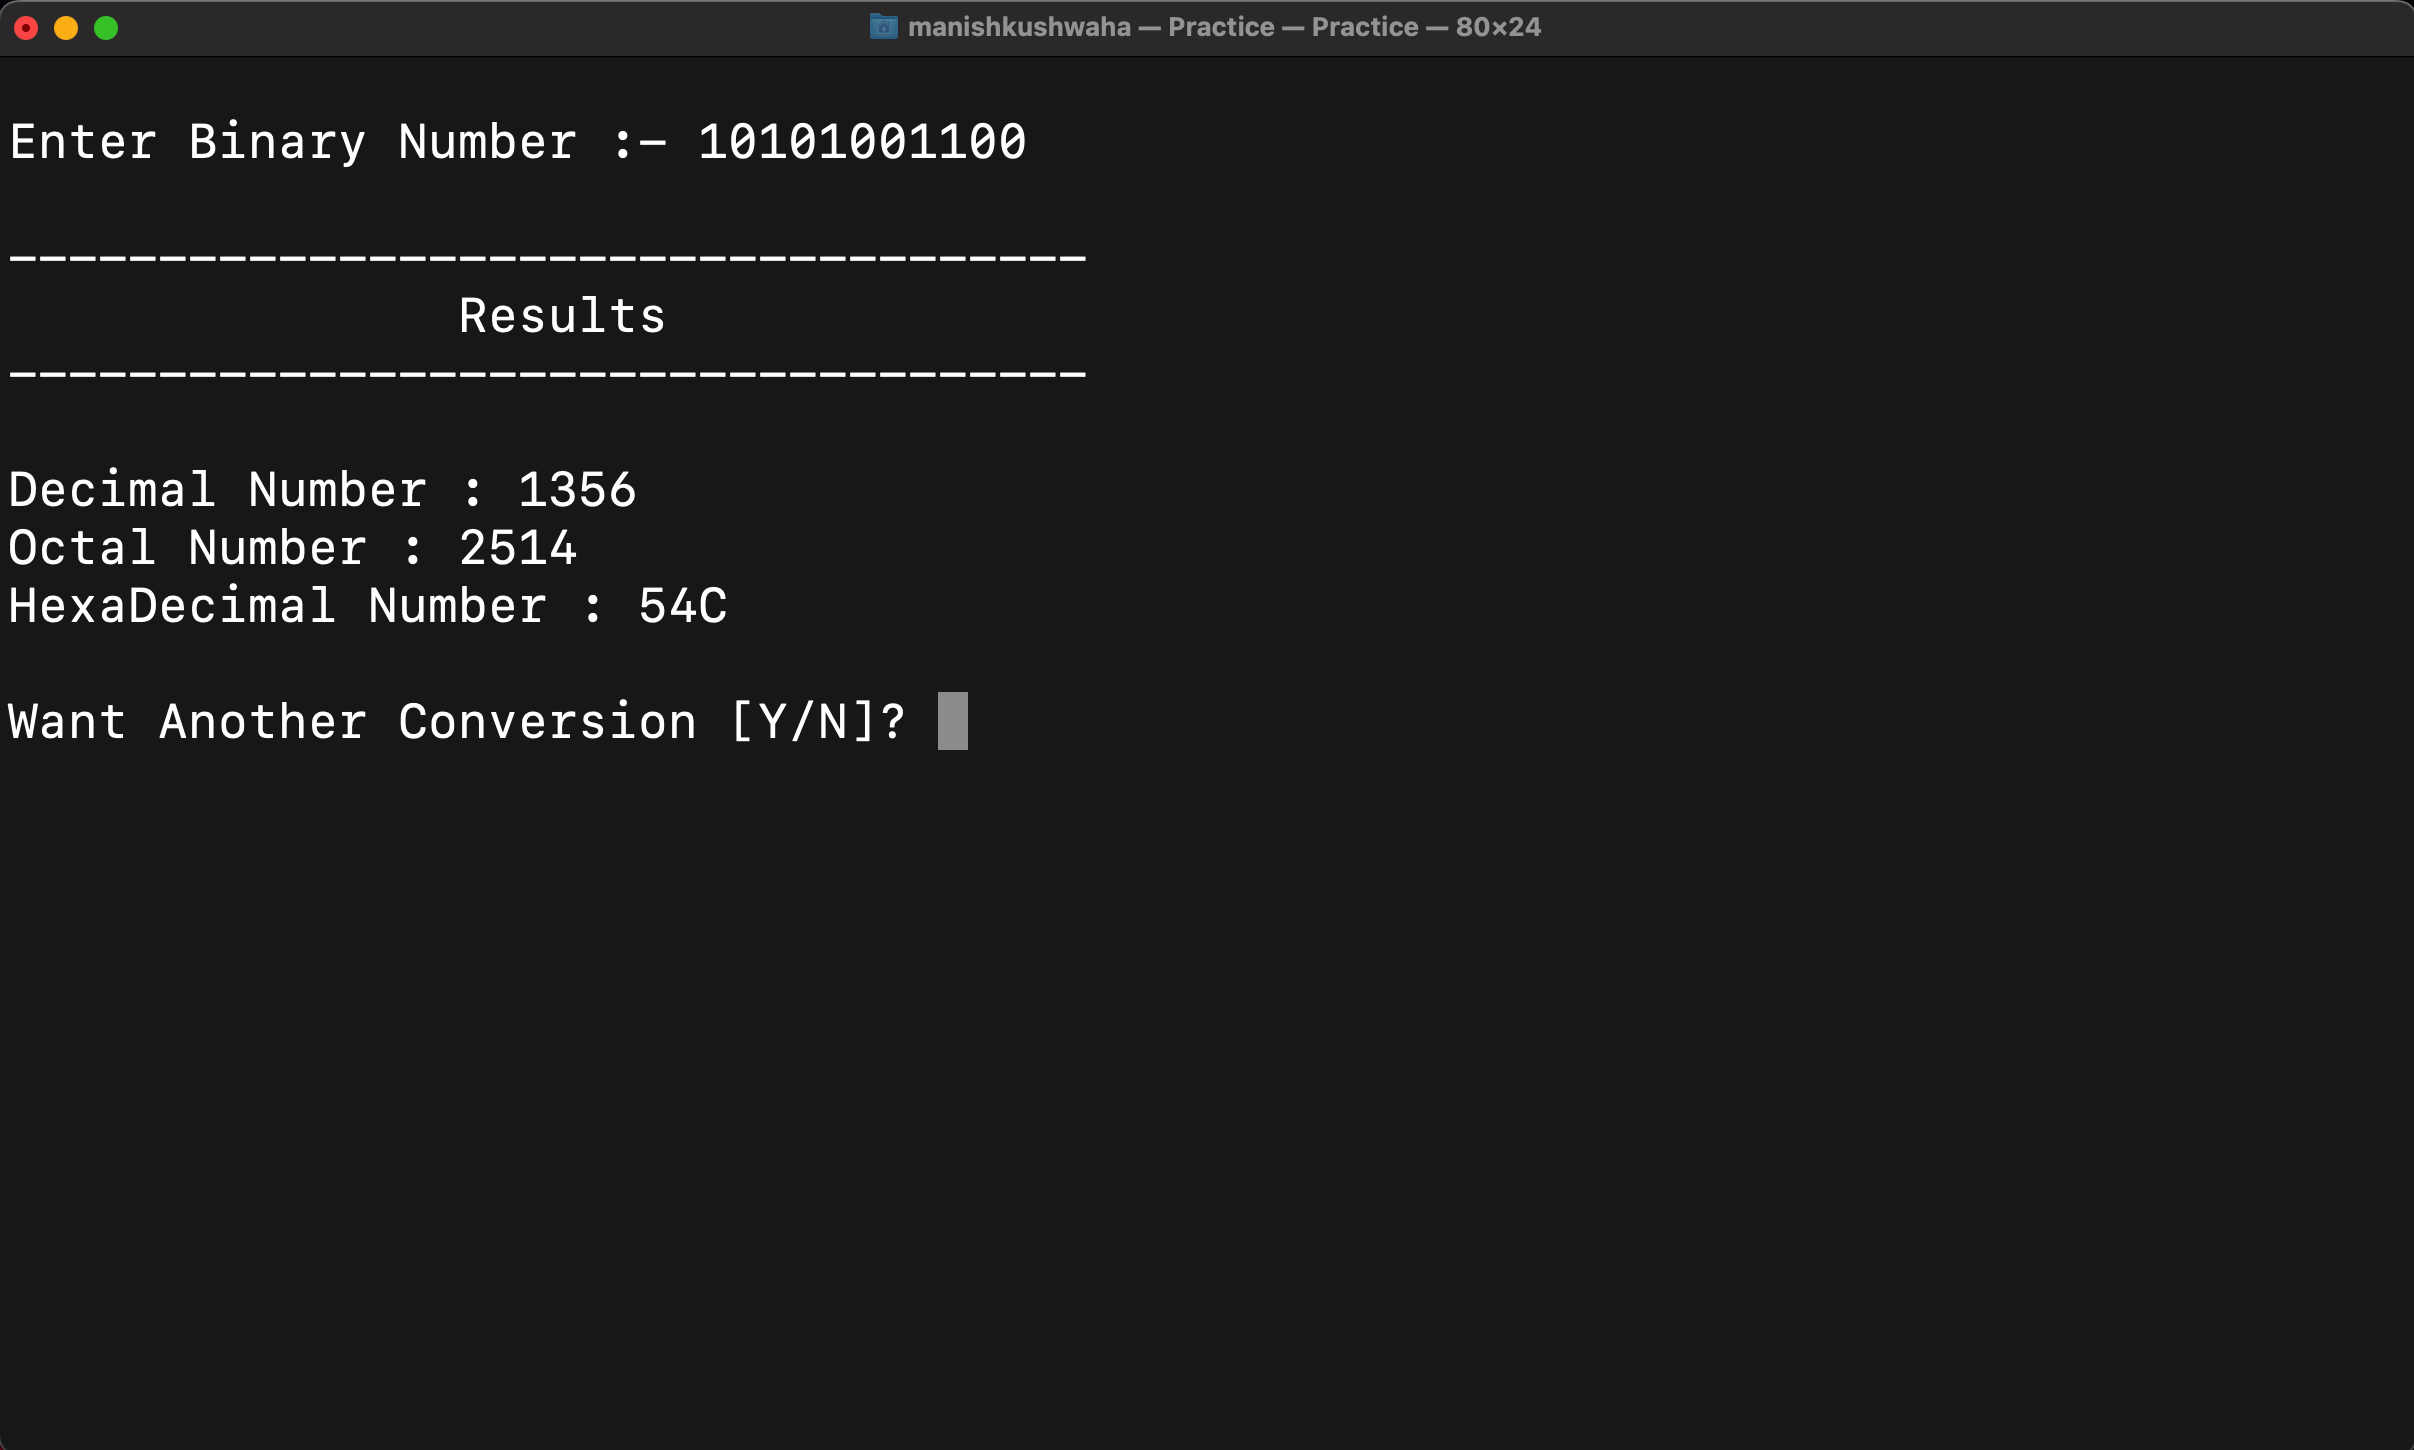 manishkushwaha — Practice — Practice — 80×24
Enter Binary Number :- 10101001100
------------------------------------
Results
------------------------------------
Decimal Number : 1356
Octal Number : 2514
HexaDecimal Number : 54C
Want Another Conversion [Y/N]?